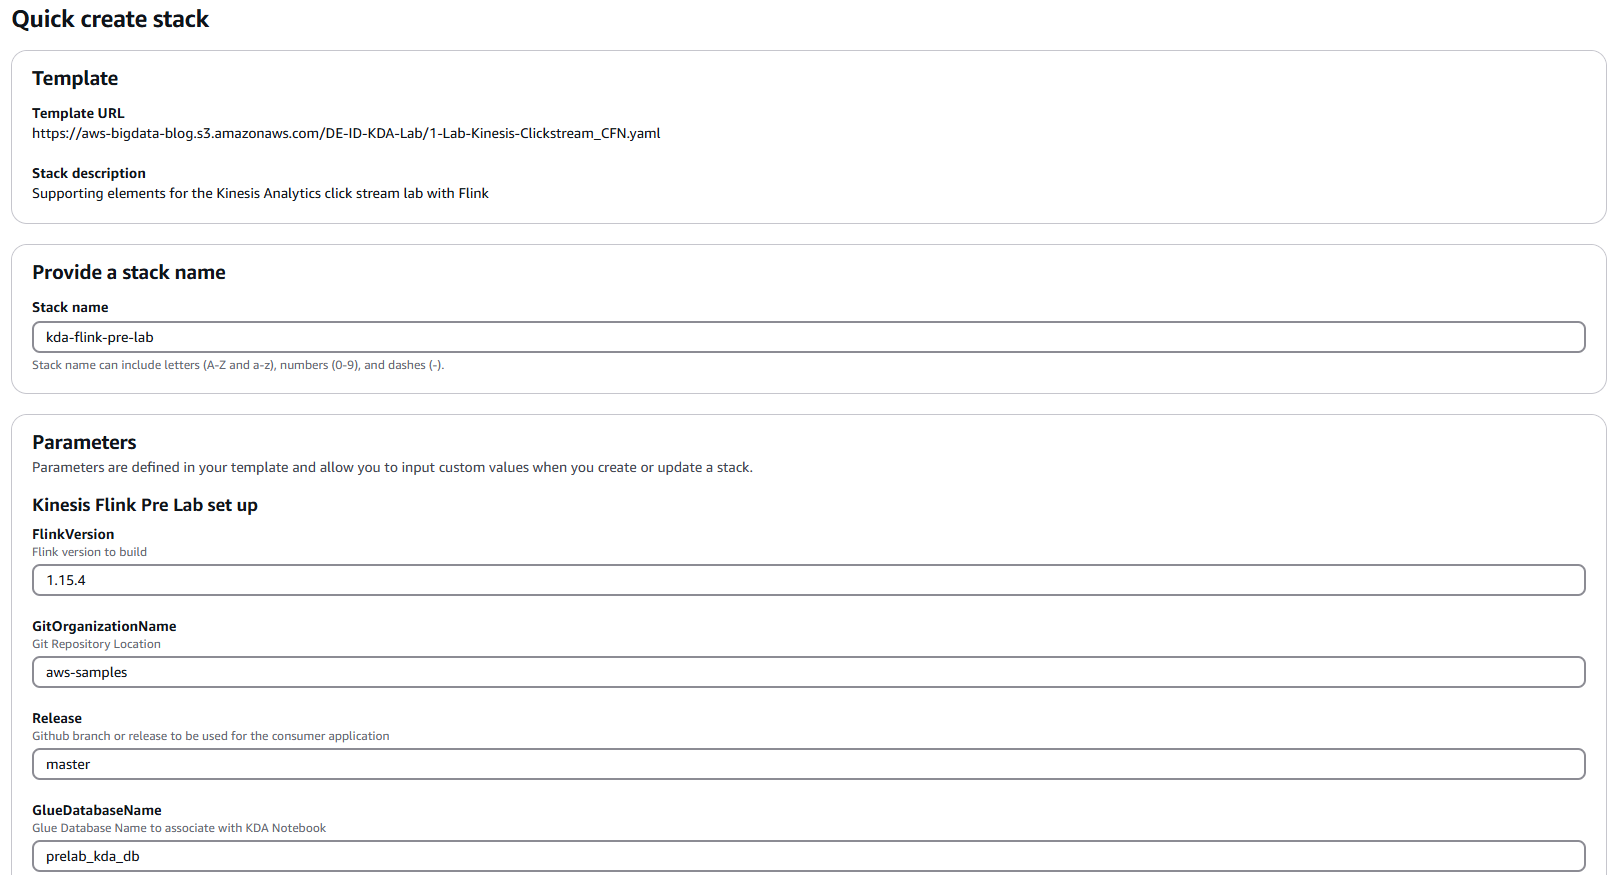 Quick create stack
Template
Template URL
https://aws-bigdata-blog.s3.amazonaws.com/DE-ID-KDA-Lab/1-Lab-Kinesis-Clickstream_CFN.yaml
Stack description
Supporting elements for the Kinesis Analytics click stream lab with Flink
Provide a stack name
Stack name
kda-flink-pre-lab
Stack name can include letters (A-Z and a-z), numbers (0-9), and dashes (-).
Parameters
Parameters are defined in your template and allow you to input custom values when you create or update a stack.
Kinesis Flink Pre Lab set up
FlinkVersion
Flink version to build
1.15.4
GitOrganizationName
Git Repository Location
aws-samples
Release
Github branch or release to be used for the consumer application
master
GlueDatabaseName
Glue Database Name to associate with KDA Notebook
prelab_kda_db